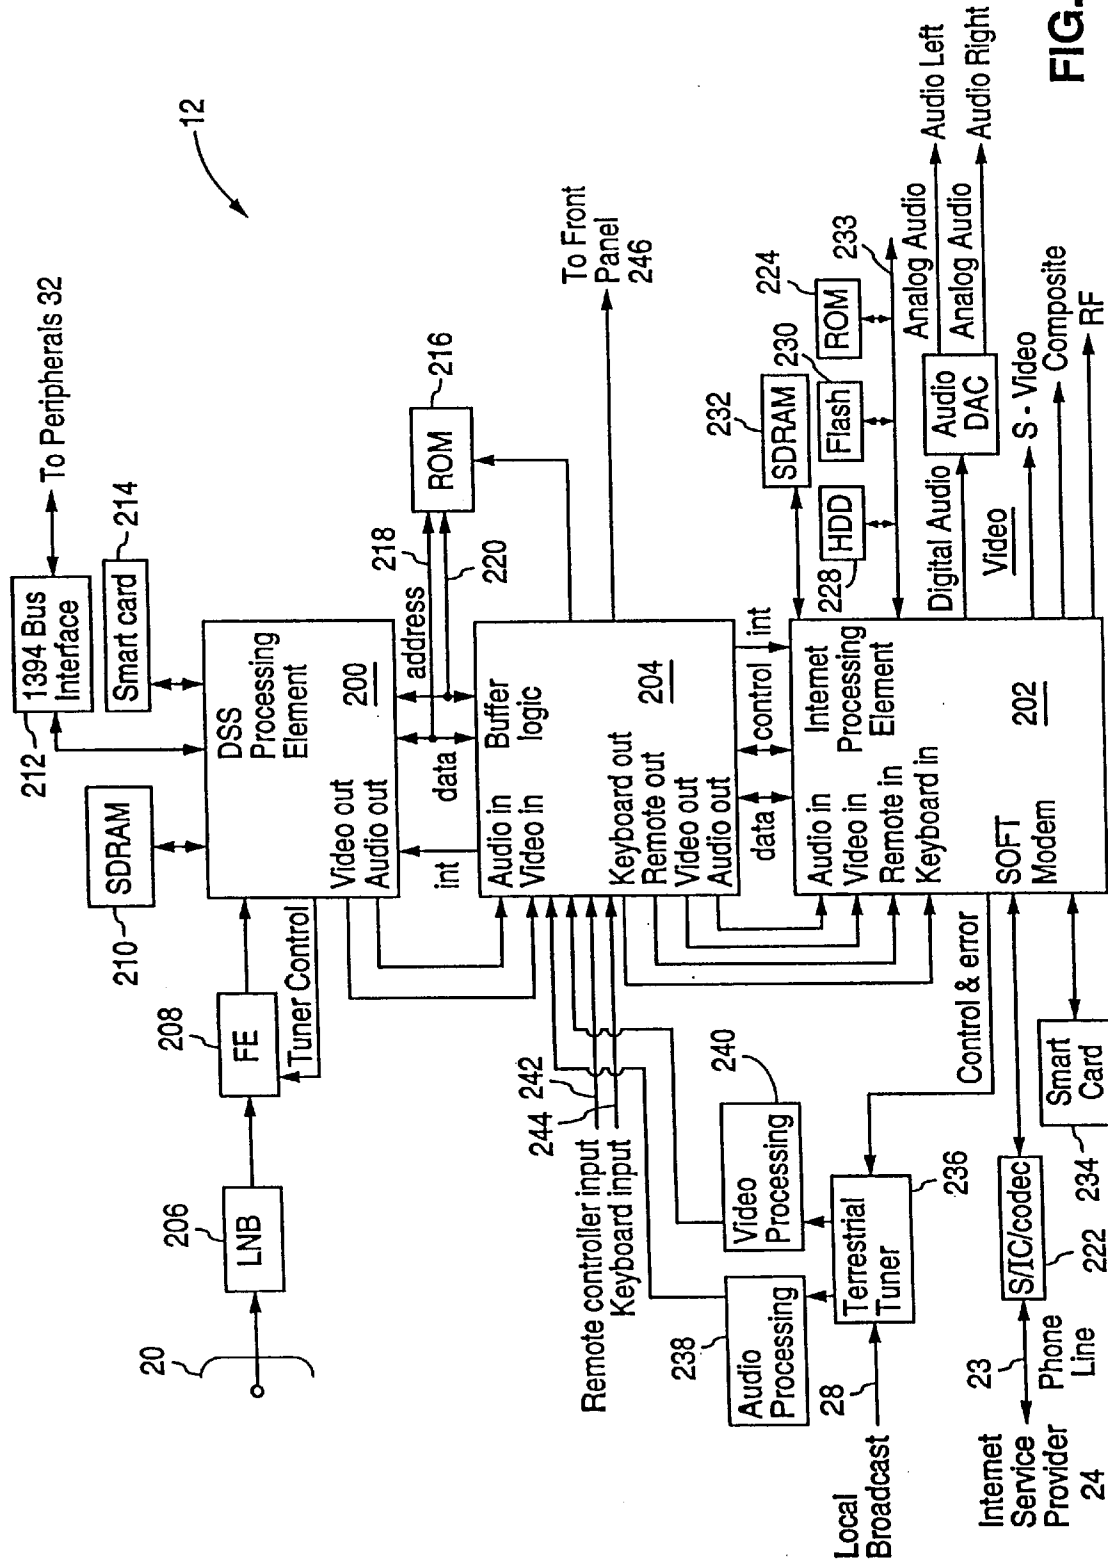 12
20
206
LNB
208
FE
Tuner Control
210
SDRAM
212
1394 Bus
Interface
To Peripherals 32
Smart card
214
DSS
Processing
Element
200
Video out
Audio out
int
data
address
218
220
ROM
216
Audio in
Video in
Buffer
logic
204
Keyboard out
Remote out
Video out
Audio out
To Front
Panel
246
242
244
Remote controller input
Keyboard input
238
Audio
Processing
Video
Processing
240
Local
Broadcast
28
Terrestrial
Tuner
236
Control & error
data
control
int
Audio in
Video in
Remote in
Keyboard in
Internet
Processing
Element
202
SOFT
Modem
232
SDRAM
228
HDD
230
Flash
224
ROM
233
Digital Audio
Audio
DAC
Analog Audio
Audio Left
Analog Audio
Audio Right
Video
S - Video
Composite
RF
Internet
Service
Provider
24
23
Phone
Line
S/IC/codec
222
Smart
Card
234
FIG.